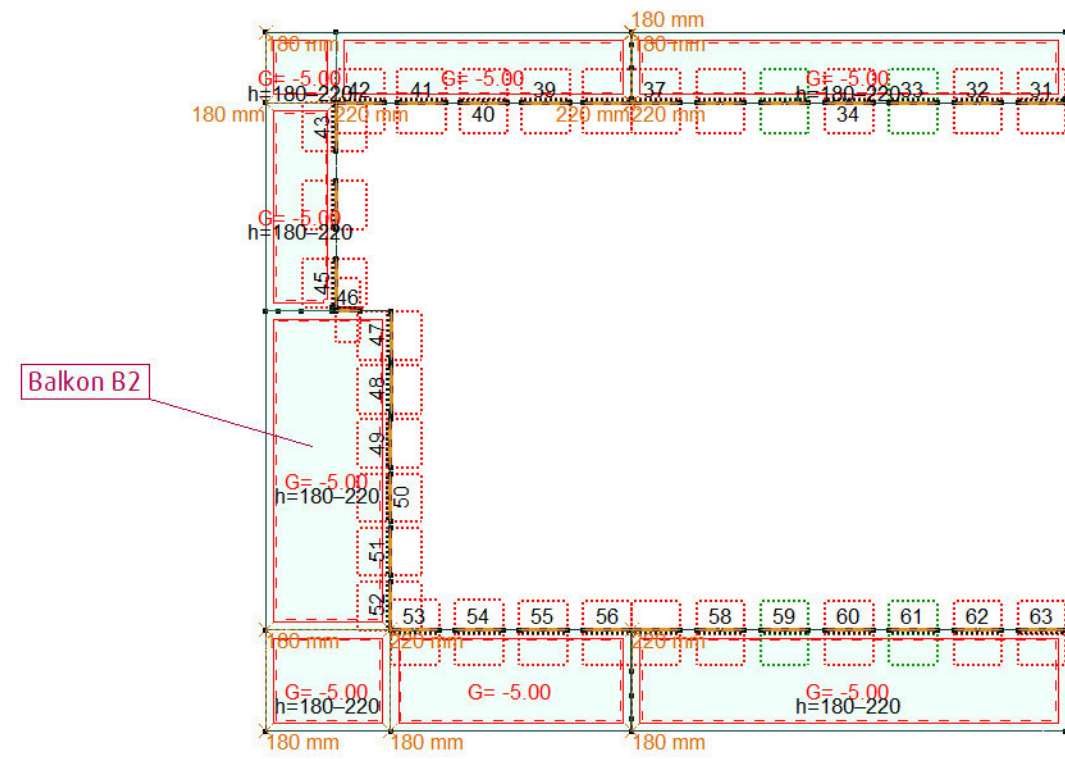 180 mm
180 mm
180 mm
G= -5.00
G= -5.00
G= -5.00
h=180–220
42
41
39
37
h=180–220
33
32
31
180 mm
220 mm
40
220 mm
220 mm
34
43
G= -5.00
h=180–220
45
46
47
Balkon B2
48
49
G= -5.00
h=180–220
50
51
52
53
54
55
56
58
59
60
61
62
63
180 mm
220 mm
220 mm
G= -5.00
G= -5.00
G= -5.00
h=180–220
h=180–220
180 mm
180 mm
180 mm